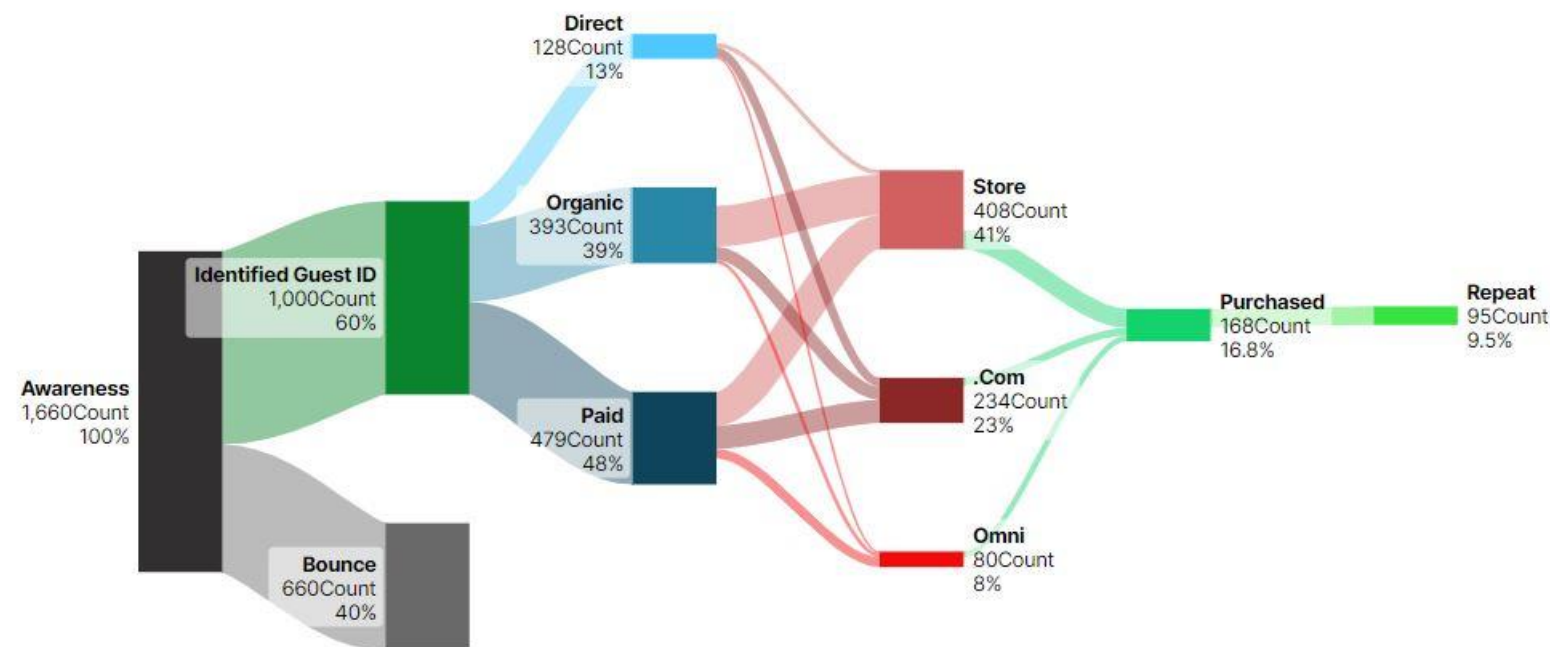 Direct
128Count
13%
Organic
393Count
39%
Store
408Count
41%
Identified Guest ID
1,000Count
60%
Purchased
168Count
16.8%
Repeat
95Count
9.5%
Awareness
1,660Count
100%
Paid
479Count
48%
.Com
234Count
23%
Bounce
660Count
40%
Omni
80Count
8%